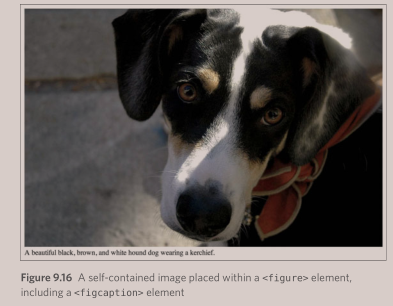 A beautiful black, brown, and white hound dog wearing a kerchief.
Figure 9.16 A self-contained image placed within a <figure> element,
including a <figcaption> element